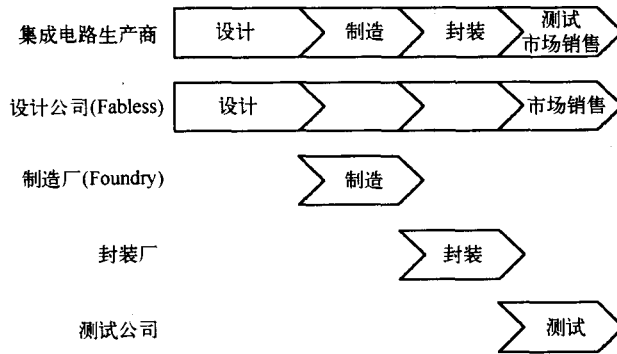 集成电路生产商 设计 制造 封装 测试
市场销售
设计公司(Fabless) 设计 市场销售
制造厂(Foundry) 制造
封装厂 封装
测试公司 测试